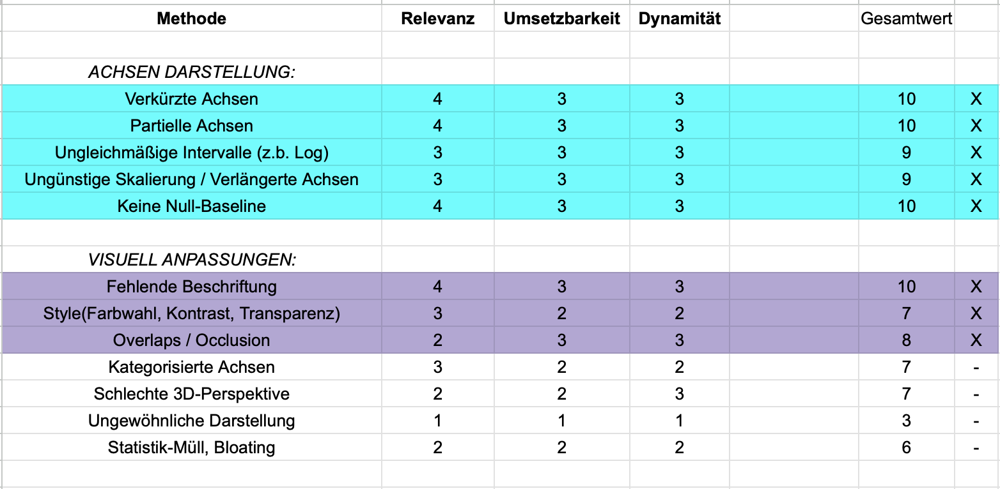 Methode Relevanz Umsetzbarkeit Dynamität Gesamtwert
ACHSEN DARSTELLUNG:
Verkürzte Achsen 4 3 3 10 X
Partielle Achsen 4 3 3 10 X
Ungleichmäßige Intervalle (z.b. Log) 3 3 3 9 X
Ungünstige Skalierung / Verlängerte Achsen 3 3 3 9 X
Keine Null-Baseline 4 3 3 10 X
VISUELL ANPASSUNGEN:
Fehlende Beschriftung 4 3 3 10 X
Style(Farbwahl, Kontrast, Transparenz) 3 2 2 7 X
Overlaps / Occlusion 2 3 3 8 X
Kategorisierte Achsen 3 2 2 7 -
Schlechte 3D-Perspektive 2 2 3 7 -
Ungewöhnliche Darstellung 1 1 1 3 -
Statistik-Müll, Bloating 2 2 2 6 -